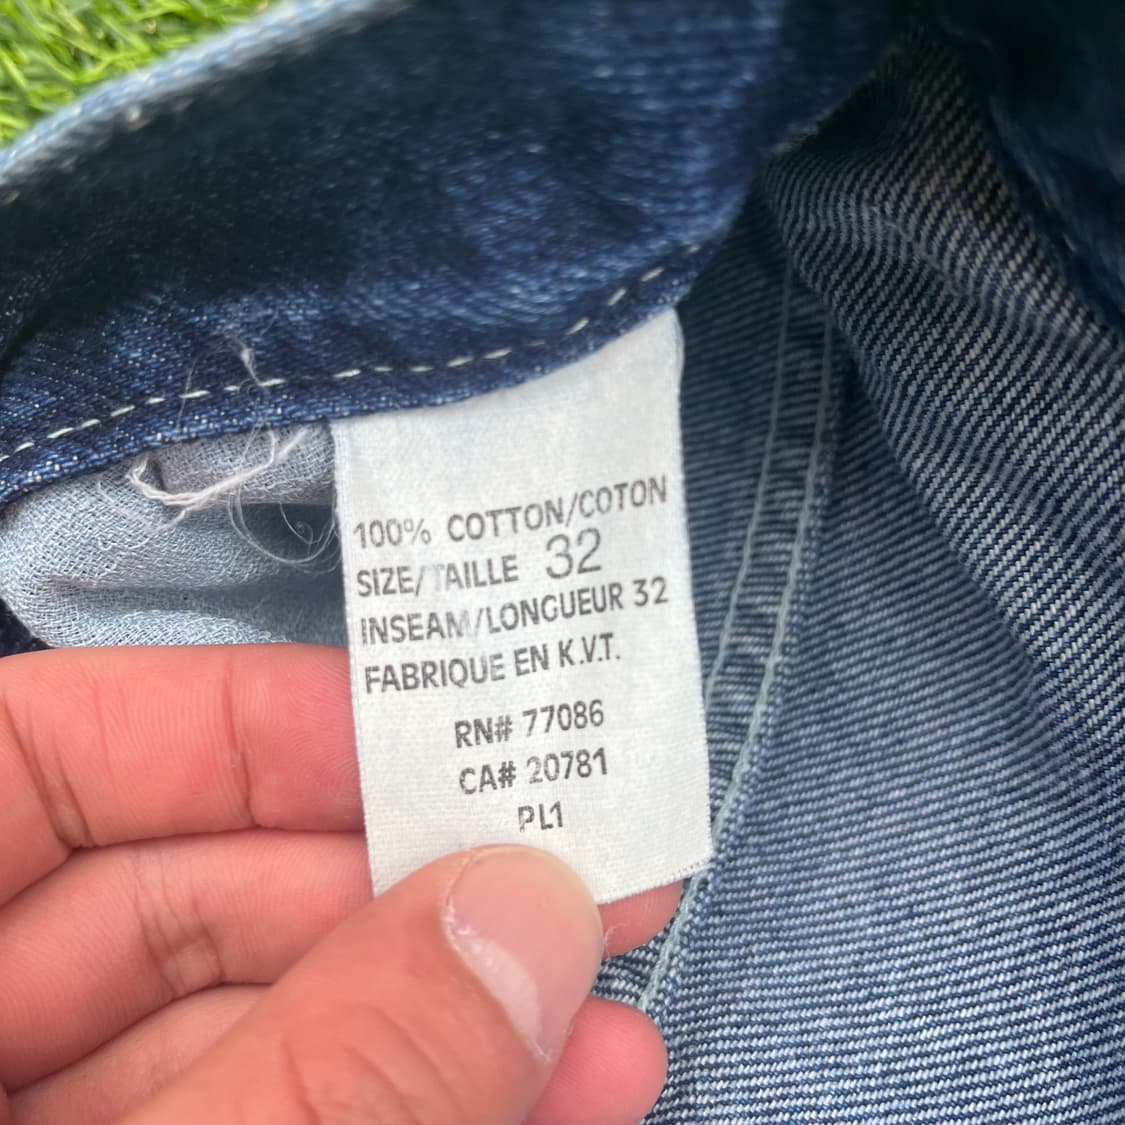 100% COTTON/COTON
SIZE/TAILLE 32
INSEAM/LONGUEUR 32
FABRIQUE EN K.V.T.
RN# 77086
CA# 20781
PL1